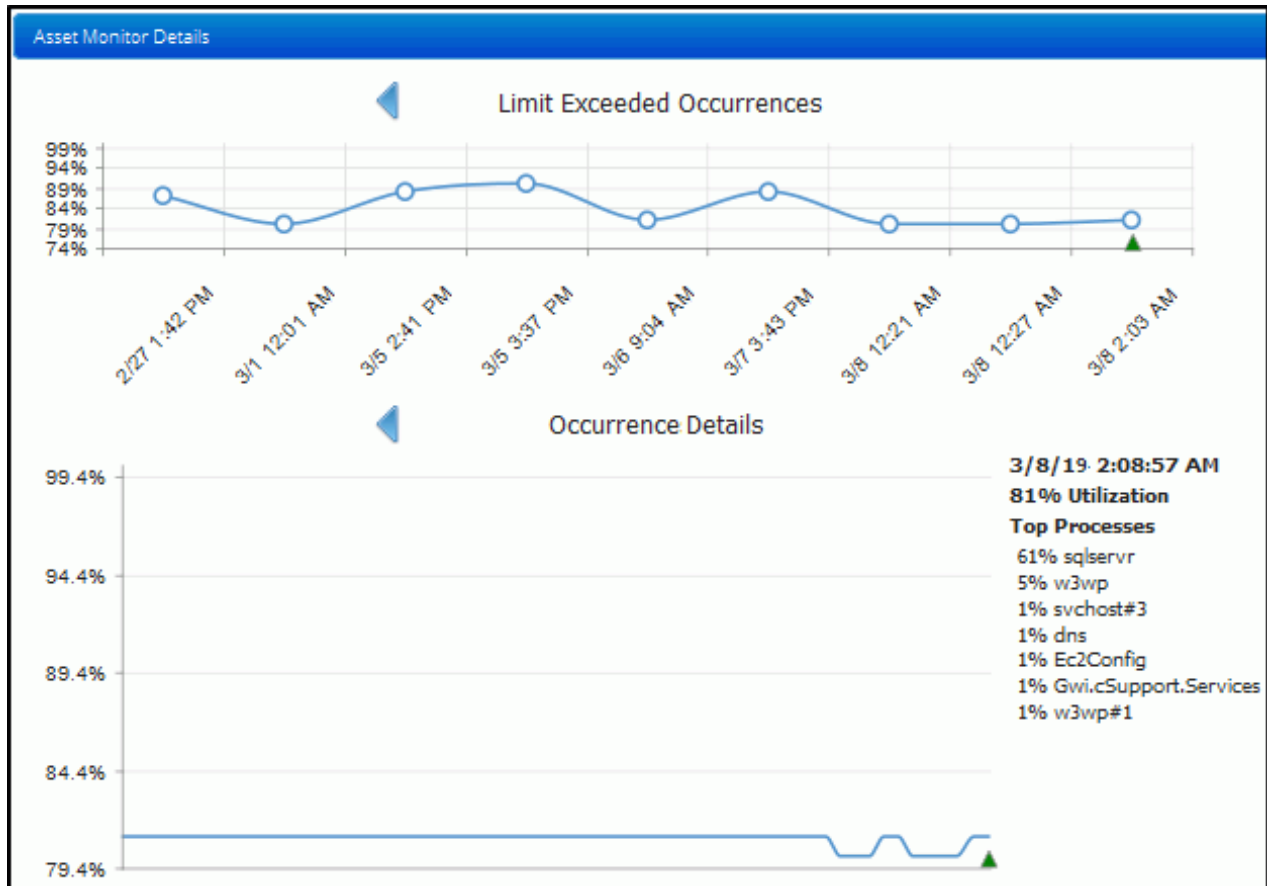 Asset Monitor Details
Limit Exceeded Occurrences
99%
94%
89%
84%
79%
74%
2/27 1:42 PM
3/1 12:01 AM
3/5 2:41 PM
3/5 3:37 PM
3/6 9:04 AM
3/7 3:43 PM
3/8 12:21 AM
3/8 12:27 AM
3/8 2:03 AM
Occurrence Details
99.4%
94.4%
89.4%
84.4%
79.4%
3/8/19 2:08:57 AM
81% Utilization
Top Processes
61% sqlservr
5% w3wp
1% svchost#3
1% dns
1% Ec2Config
1% Gwi.cSupport.Services
1% w3wp#1